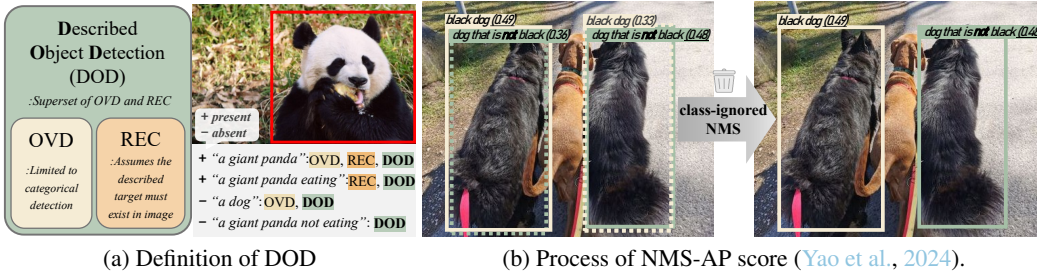 Described
Object Detection
(DOD)
:Superset of OVD and REC
OVD
:Limited to
categorical
detection
REC
:Assumes the
described
target must
exist in image
+ present
− absent
+ “a giant panda”:OVD, REC, DOD
+ “a giant panda eating”:REC, DOD
− “a dog”:OVD, DOD
− “a giant panda not eating”: DOD
(a) Definition of DOD
black dog (0.49)
dog that is not black (0.36)
black dog (0.33)
dog that is not black (0.48)
class-ignored
NMS
black dog (0.49)
dog that is not black (0.48)
(b) Process of NMS-AP score (Yao et al., 2024).